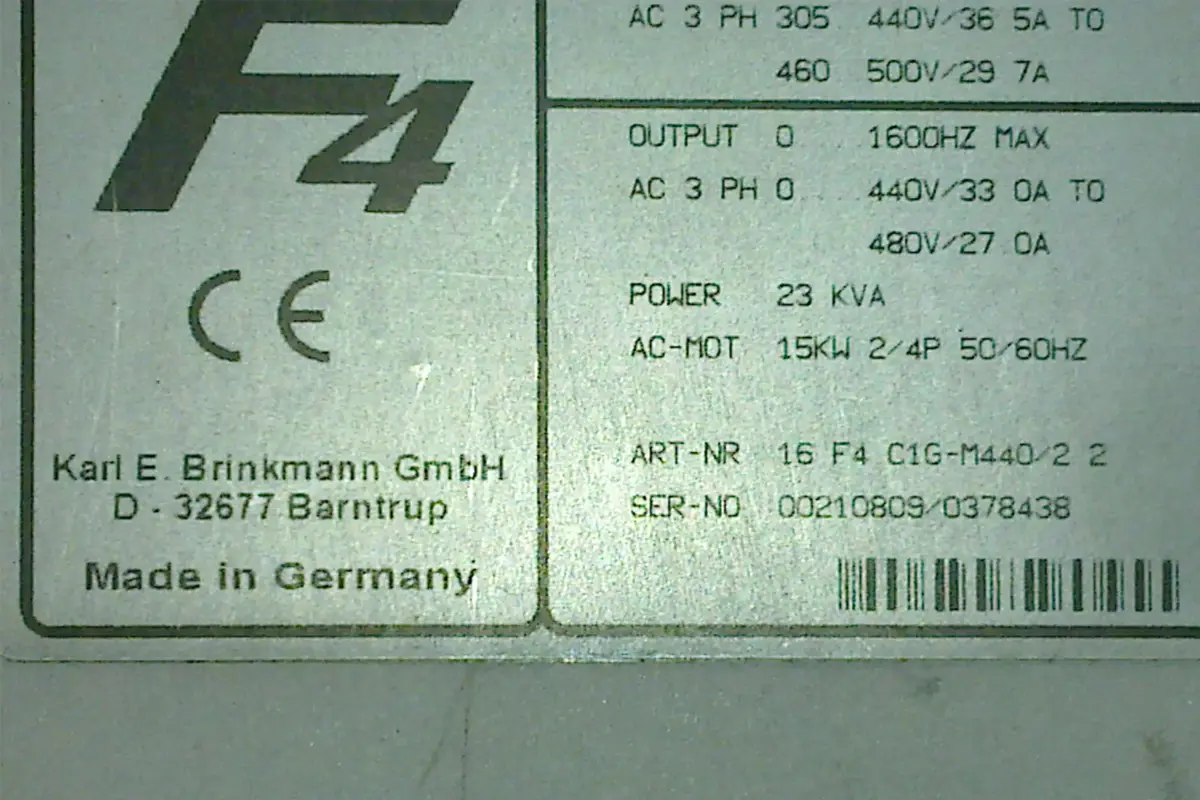 F4
CE
Karl E. Brinkmann GmbH
D - 32677 Barntrup
Made in Germany
AC 3 PH 305 440V/36 5A TO
460 500V/29 7A
OUTPUT 0 ... 1600HZ MAX
AC 3 PH 0 .... 440V/33 0A TO
480V/27 0A
POWER 23 KVA
AC-MOT 15KW 2/4P 50/60HZ
ART-NR 16 F4 C1G-M440/2 2
SER-NO 00210809/0378438